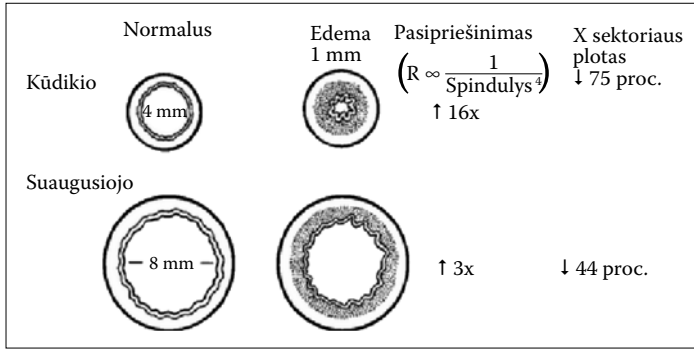 Normalus
Edema
1 mm
Pasipriešinimas
(R ∞ 1/Spindulys⁴)
X sektoriaus
plotas
Kūdikio
4 mm
↑ 16x
↓ 75 proc.
Suaugusiojo
8 mm
↑ 3x
↓ 44 proc.